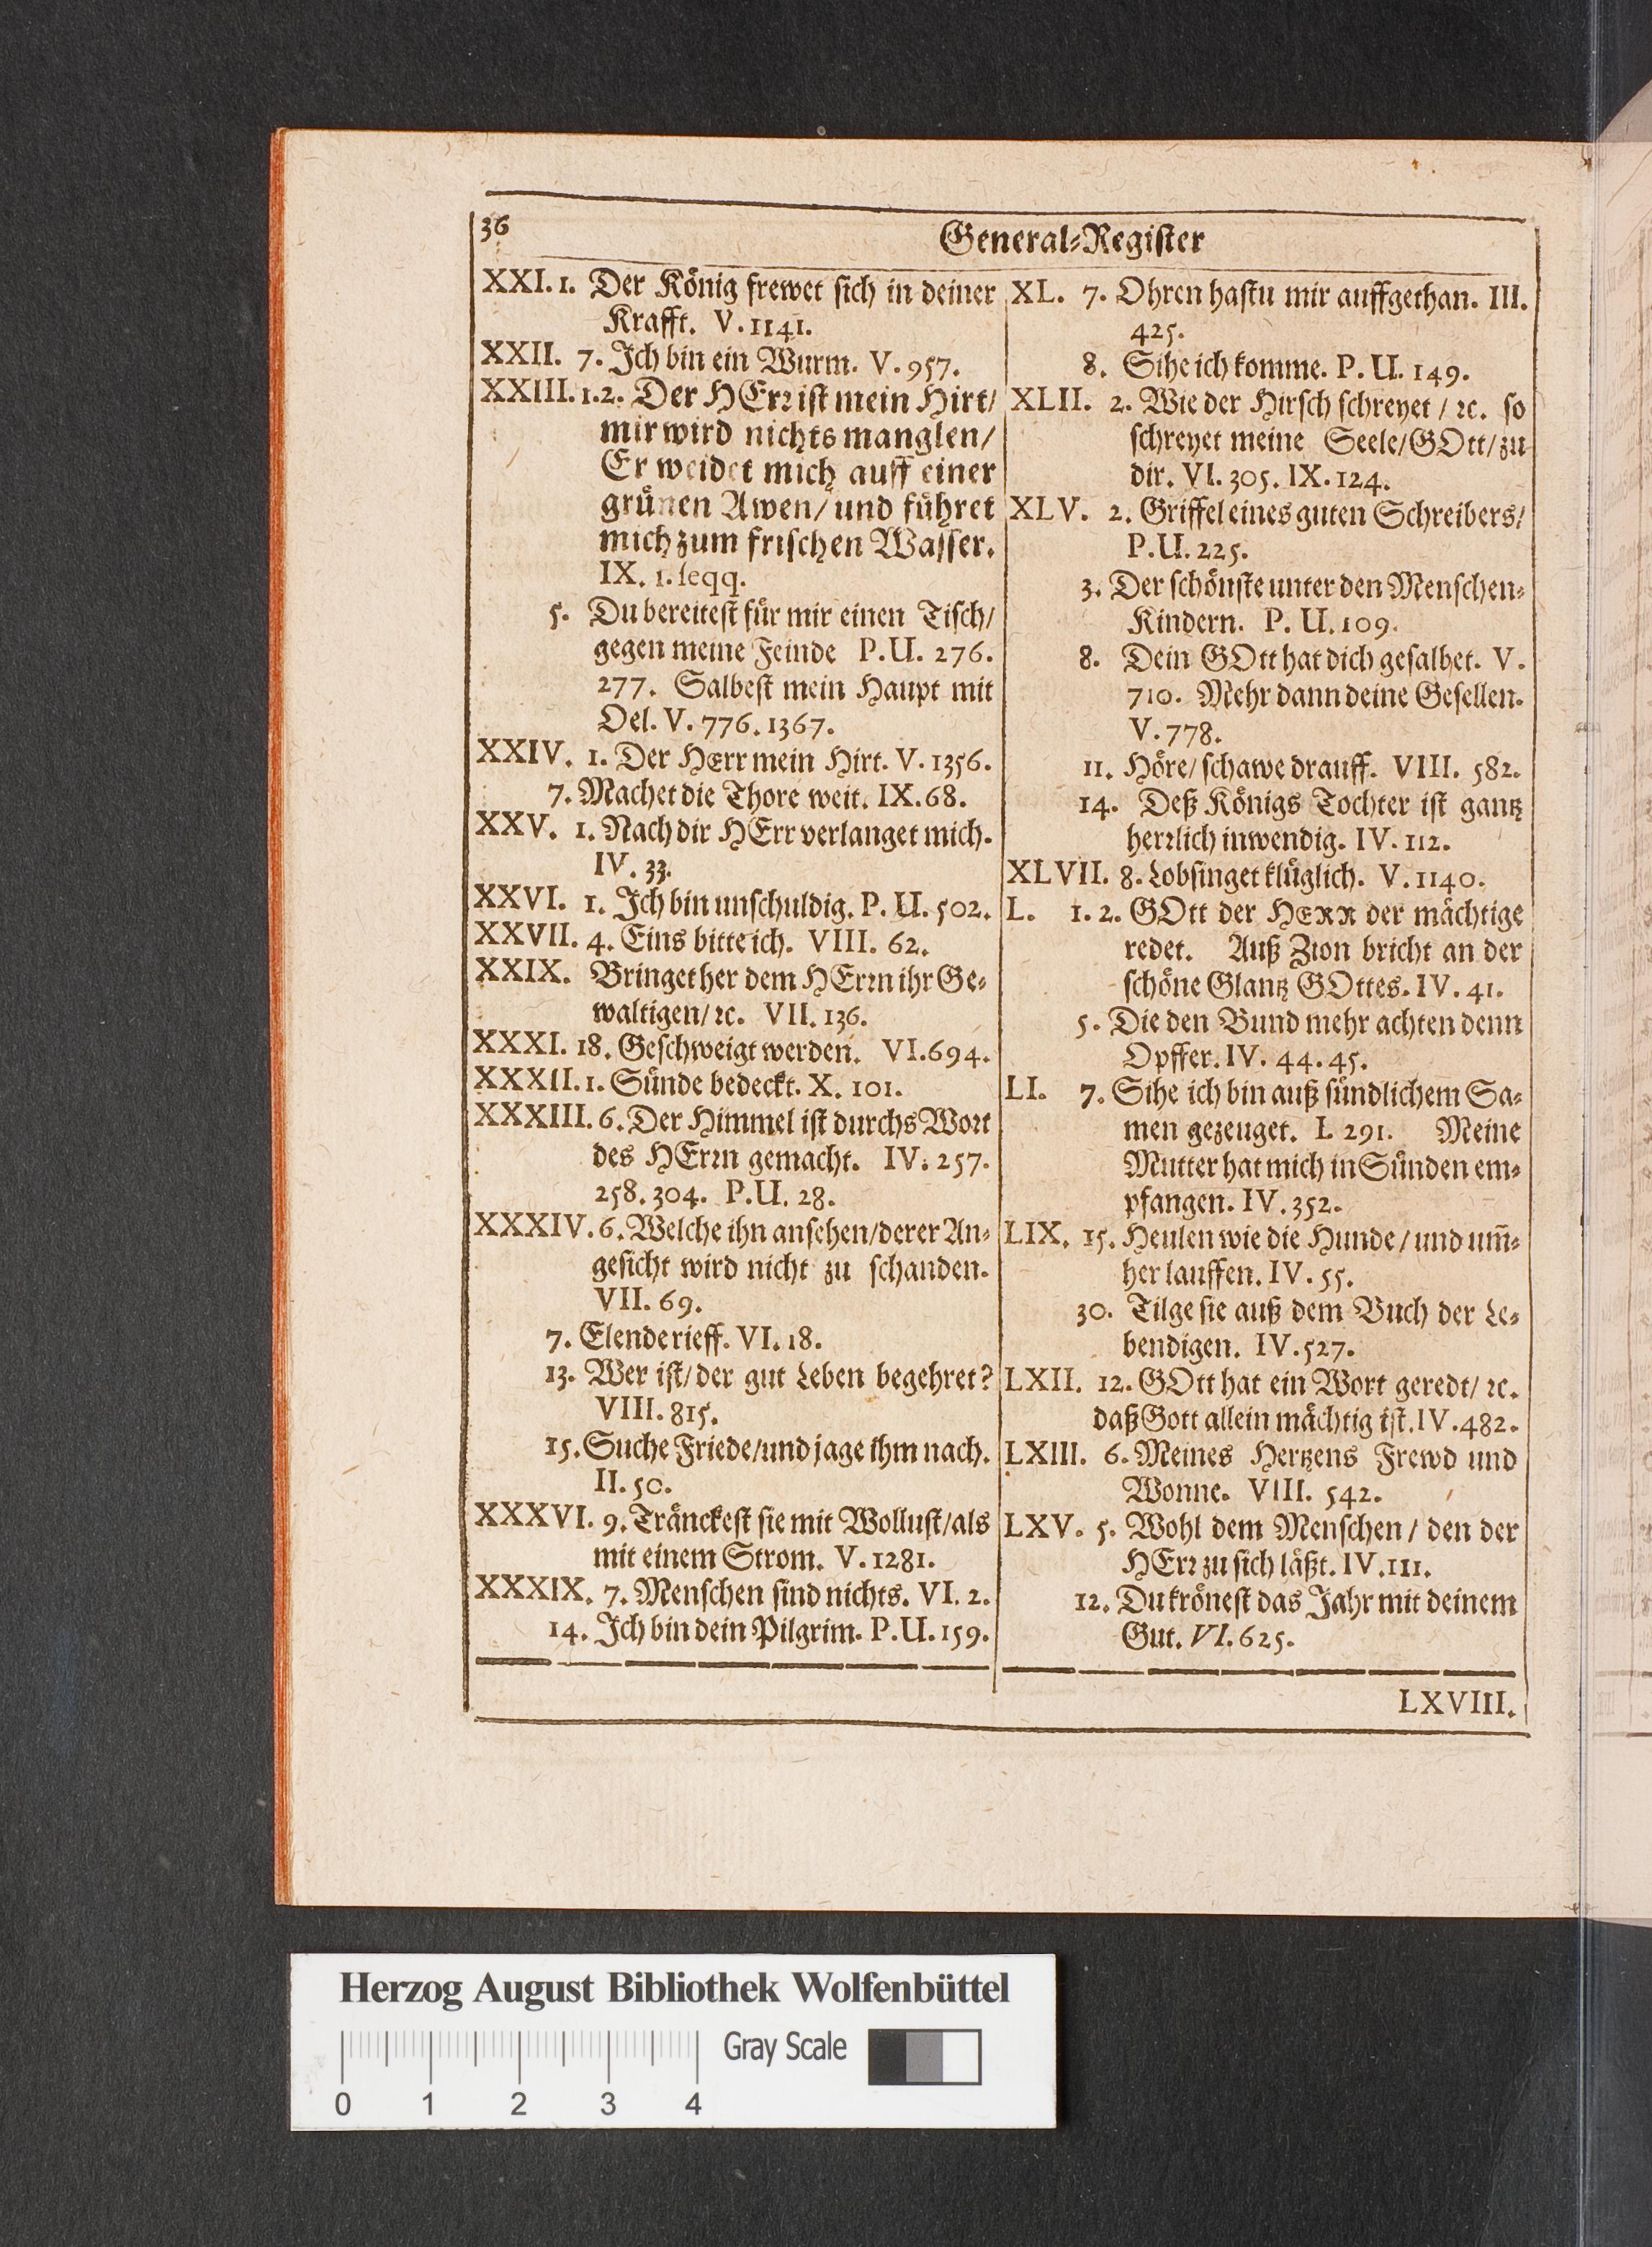 36
General-Register
XXI. 1. Der König frewet sich in deiner
Krafft. V. 1141.
XXII. 7. Ich bin ein Wurm. V. 957.
XXIII. 1.2. Der HErr ist mein Hirt/
mir wird nichts manglen/
Er weidet mich auff einer
grünen Awen/ und führet
mich zum frischen Wasser.
IX. 1. seqq.
5. Du bereitest für mir einen Tisch/
gegen meine Feinde P. U. 276.
277. Salbest mein Haupt mit
Oel. V. 776. 1367.
XXIV. 1. Der HErr mein Hirt. V. 1356.
7. Machet die Thore weit. IX. 68.
XXV. 1. Nach dir HErr verlanget mich.
IV. 33.
XXVI. 1. Ich bin unschuldig. P. U. 502.
XXVII. 4. Eins bitte ich. VIII. 62.
XXIX. Bringet her dem HErrn ihr Ge-
waltigen/ ꝛc. VII. 136.
XXXI. 18. Geschweigt werden. VI. 694.
XXXII. 1. Sünde bedeckt. X. 101.
XXXIII. 6. Der Himmel ist durchs Wort
des HErrn gemacht. IV. 257.
258. 304. P. U. 28.
XXXIV. 6. Welche ihn ansehen/ derer An-
gesicht wird nicht zu schanden.
VII. 69.
7. Elende rieff. VI. 18.
13. Wer ist/ der gut Leben begehret?
VIII. 815.
15. Suche Friede/ und jage ihm nach.
II. 50.
XXXVI. 9. Tränckest sie mit Wollust/ als
mit einem Strom. V. 1281.
XXXIX. 7. Menschen sind nichts. VI. 2.
14. Ich bin dein Pilgrim. P. U. 159.
XL. 7. Ohren hastu mir auffgethan. III.
425.
8. Sihe ich komme. P. U. 149.
XLII. 2. Wie der Hirsch schreyet / ꝛc. so
schreyet meine Seele/ GOtt/ zu
dir. VI. 305. IX. 124.
XLV. 2. Griffel eines guten Schreibers/
P. U. 225.
3. Der schönste unter den Menschen-
Kindern. P. U. 109.
8. Dein GOtt hat dich gesalbet. V.
710. Mehr dann deine Gesellen.
V. 778.
11. Höre/ schawe drauff. VIII. 582.
14. Deß Königs Tochter ist gantz
herrlich inwendig. IV. 112.
XLVII. 8. Lobsinget klüglich. V. 1140.
L. 1. 2. GOtt der HERR der mächtige
redet. Auß Zion bricht an der
schöne Glantz GOttes. IV. 41.
5. Die den Bund mehr achten denn
Opffer. IV. 44. 45.
LI. 7. Sihe ich bin auß sündlichem Sa-
men gezeuget. I. 291. Meine
Mutter hat mich in Sünden em-
pfangen. IV. 352.
LIX. 15. Heulen wie die Hunde / und um̃-
her lauffen. IV. 55.
30. Tilge sie auß dem Buch der Le-
bendigen. IV. 527.
LXII. 12. GOtt hat ein Wort geredt/ ꝛc.
daß Gott allein mächtig ist. IV. 482.
LXIII. 6. Meines Hertzens Frewd und
Wonne. VIII. 542.
LXV. 5. Wohl dem Menschen / den der
HErr zu sich läßt. IV. 111.
12. Du krönest das Jahr mit deinem
Gut. VI. 625.
LXVIII.
Herzog August Bibliothek Wolfenbüttel
Gray Scale
0 1 2 3 4